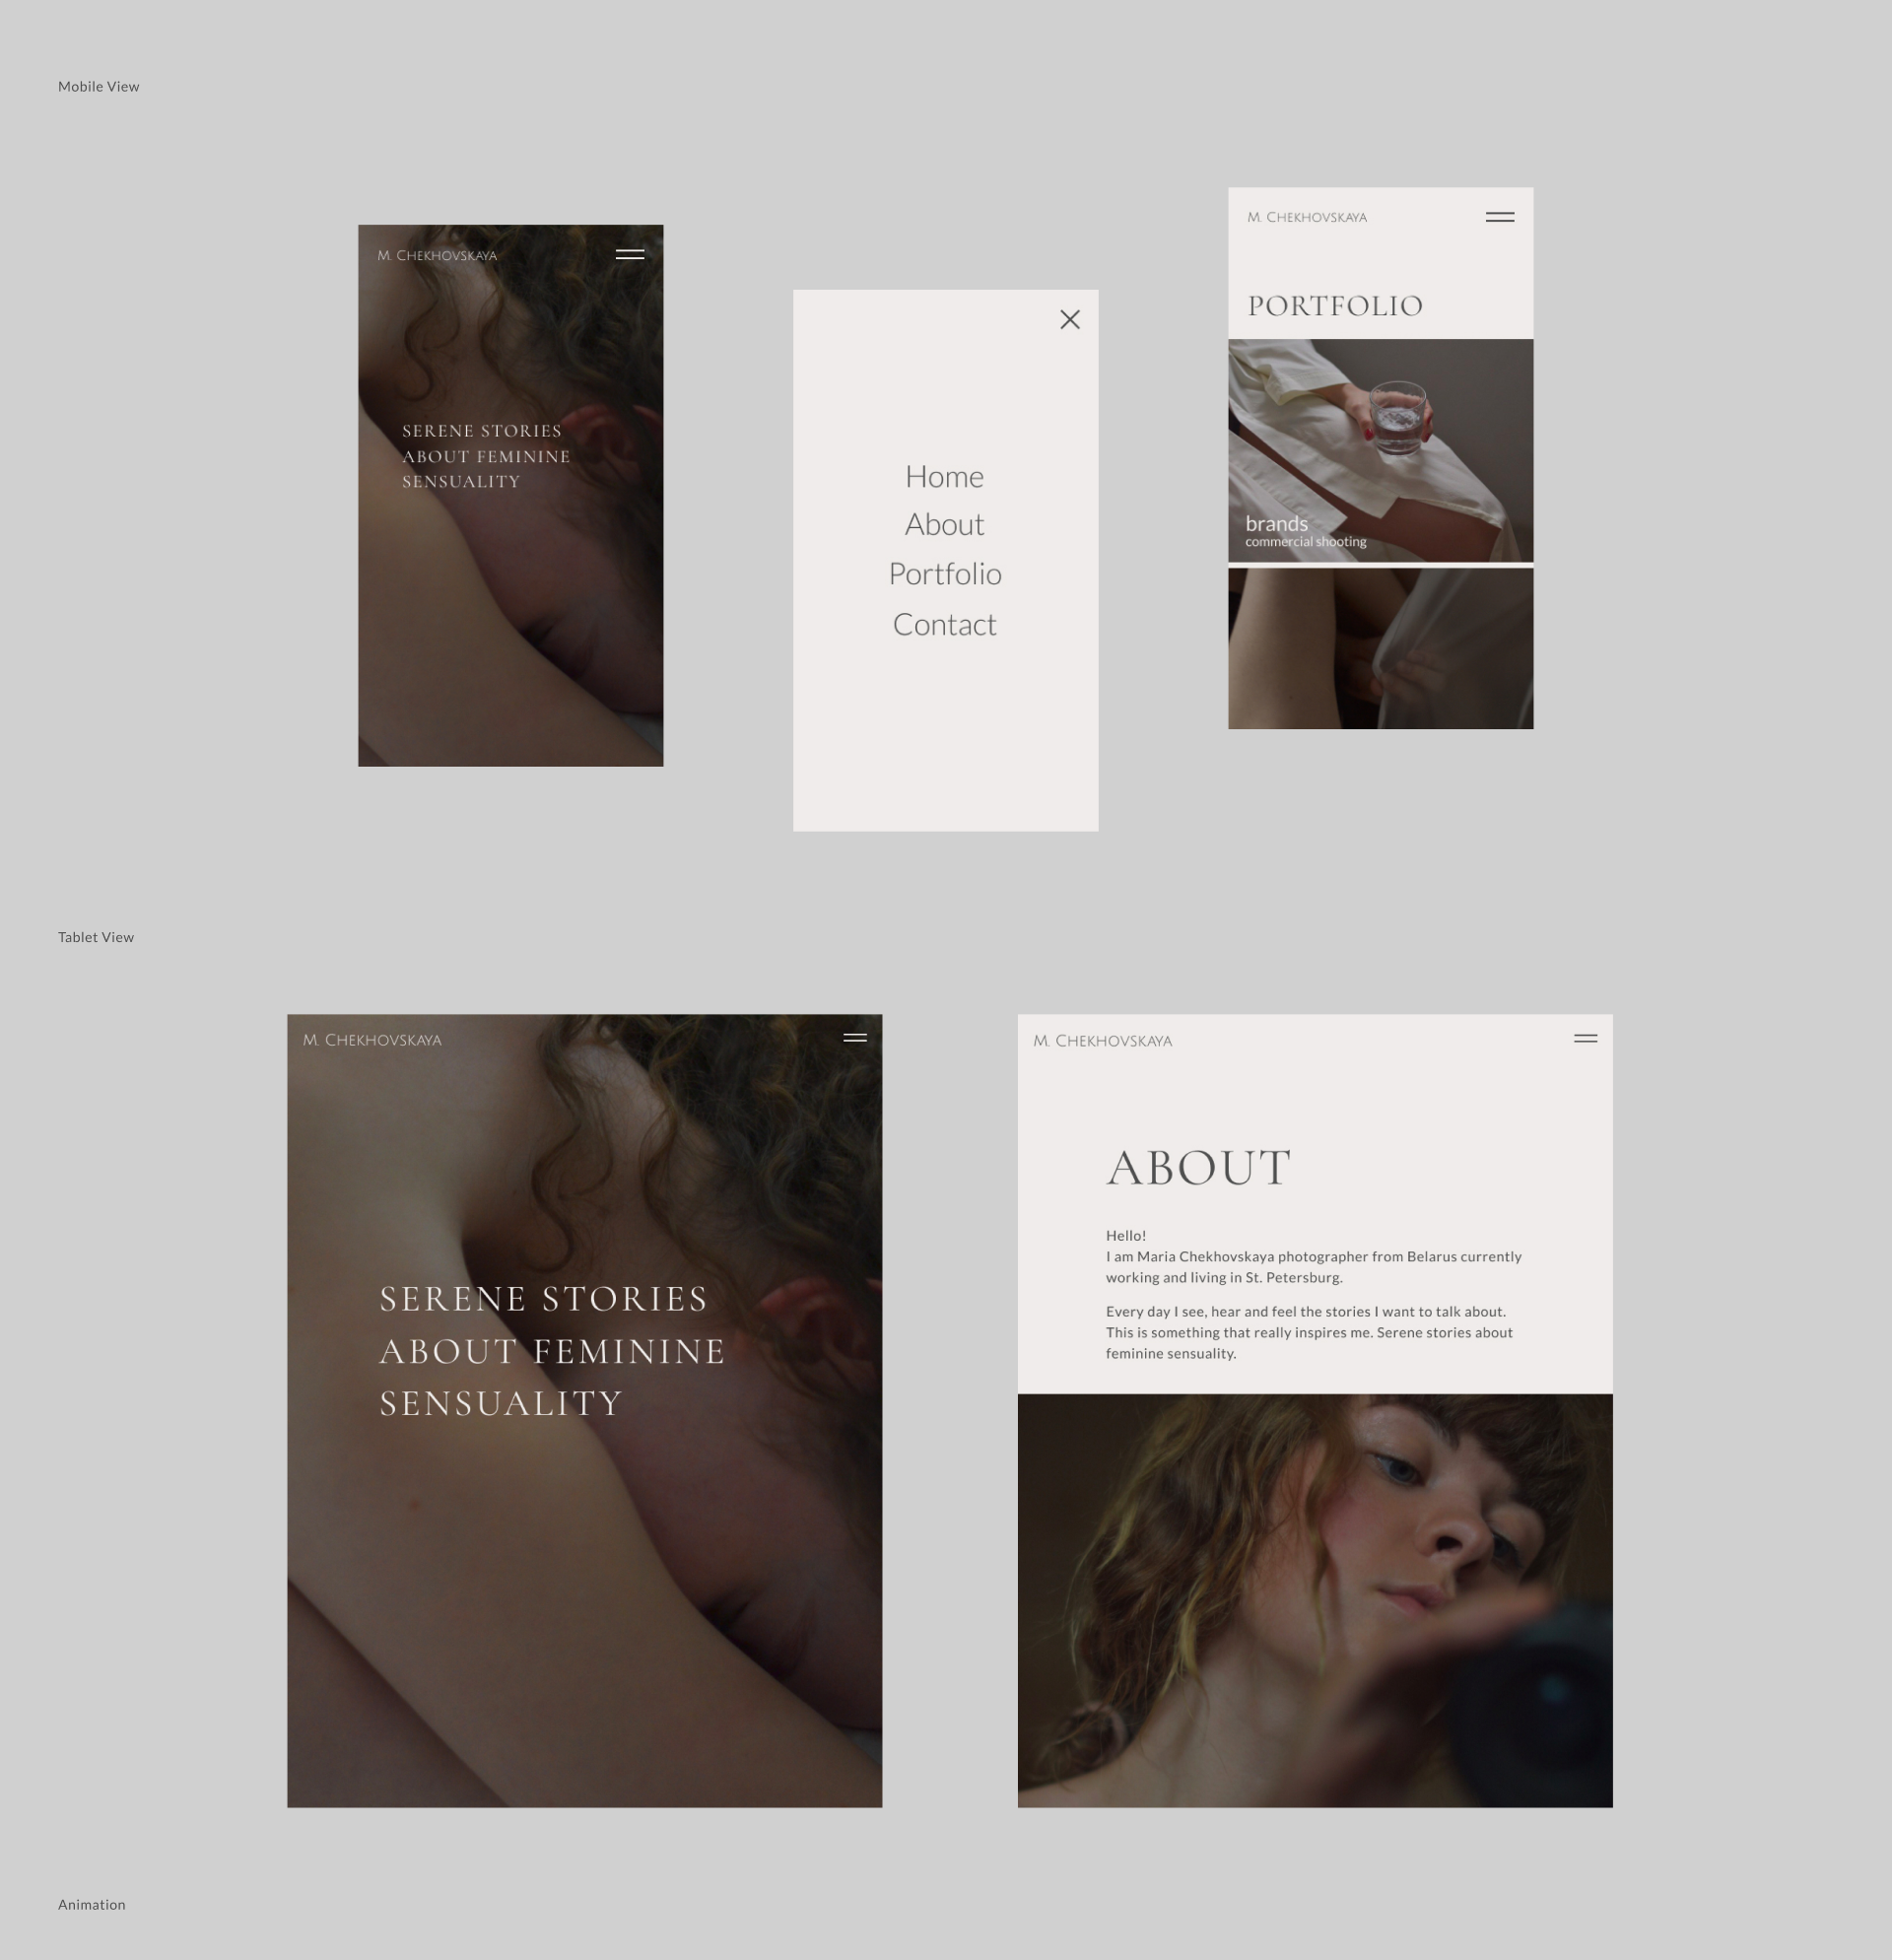 Mobile View
M. CHEKHOVSKAYA
SERENE STORIES
ABOUT FEMININE
SENSUALITY
Home
About
Portfolio
Contact
M. CHEKHOVSKAYA
PORTFOLIO
brands
commercial shooting
Tablet View
M. CHEKHOVSKAYA
SERENE STORIES
ABOUT FEMININE
SENSUALITY
M. CHEKHOVSKAYA
ABOUT
Hello!
I am Maria Chekhovskaya photographer from Belarus currently
working and living in St. Petersburg.
Every day I see, hear and feel the stories I want to talk about.
This is something that really inspires me. Serene stories about
feminine sensuality.
Animation